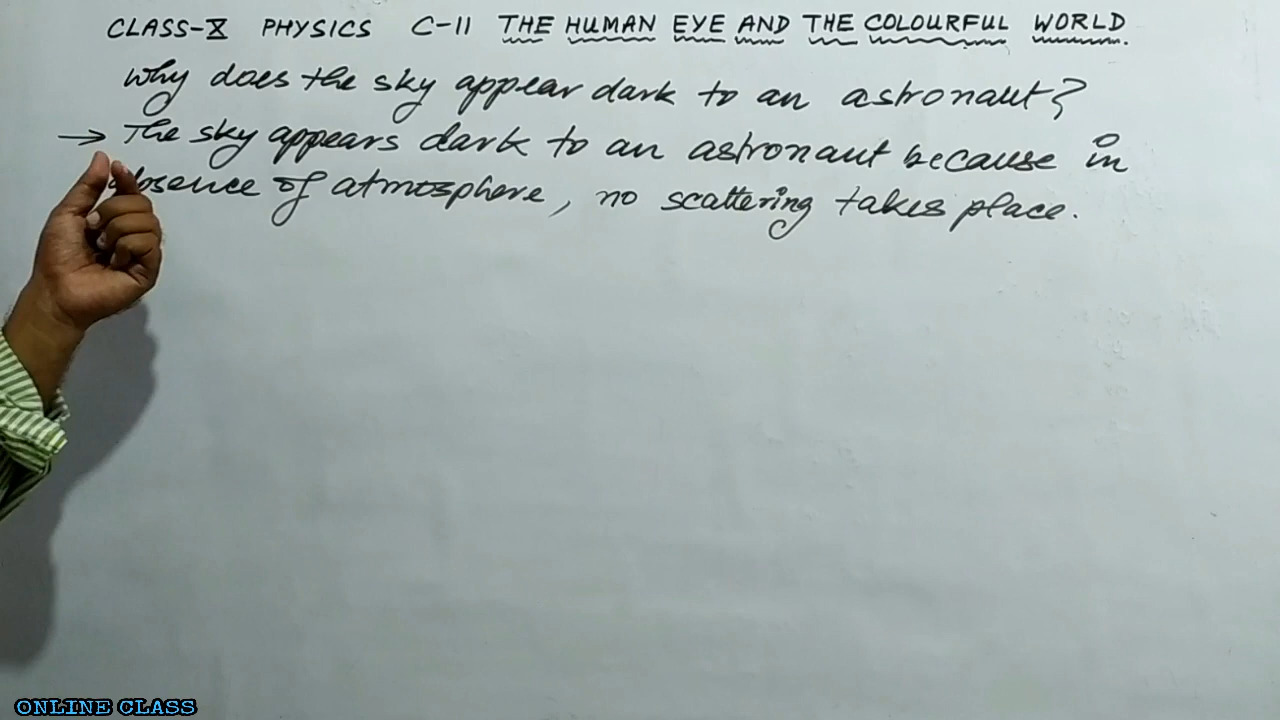 CLASS-X PHYSICS C-11 THE HUMAN EYE AND THE COLOURFUL WORLD
Why does the sky appear dark to an astronaut?
→ The sky appears dark to an astronaut because in
absence of atmosphere, no scattering takes place.
ONLINE CLASS